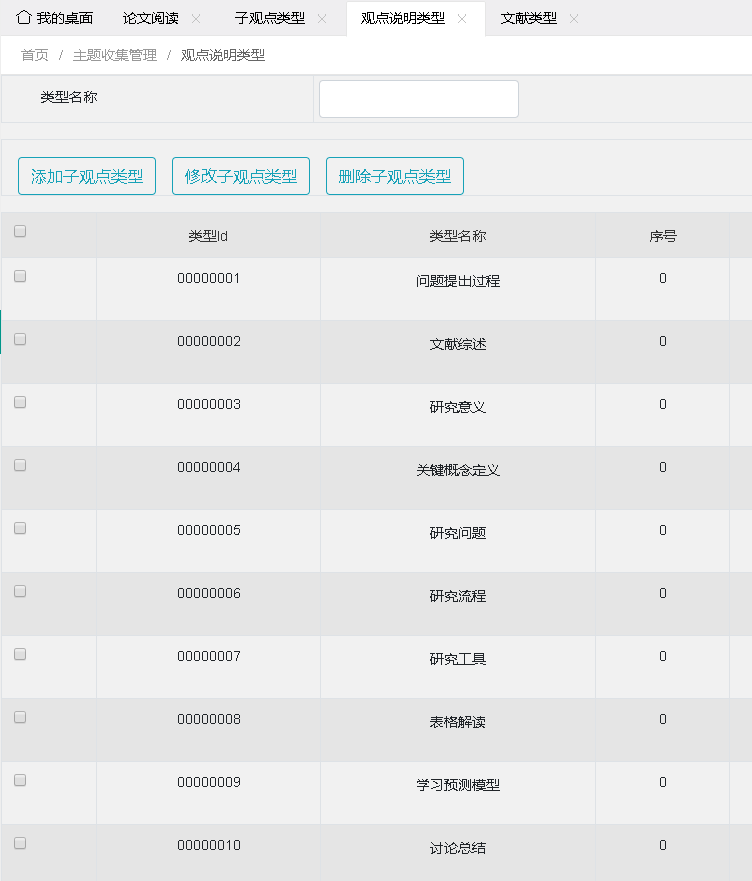 我的桌面 论文阅读 子观点类型 观点说明类型 文献类型
首页 / 主题收集管理 / 观点说明类型
类型名称
添加子观点类型 修改子观点类型 删除子观点类型
类型Id 类型名称 序号
00000001 问题提出过程 0
00000002 文献综述 0
00000003 研究意义 0
00000004 关键概念定义 0
00000005 研究问题 0
00000006 研究流程 0
00000007 研究工具 0
00000008 表格解读 0
00000009 学习预测模型 0
00000010 讨论总结 0